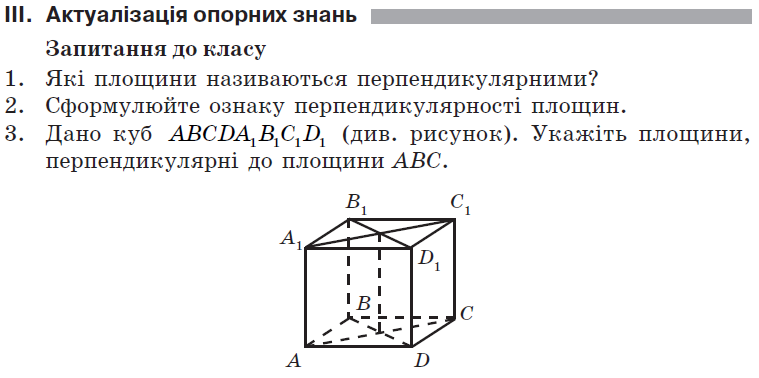 III. Актуалізація опорних знань
Запитання до класу
1. Які площини називаються перпендикулярними?
2. Сформулюйте ознаку перпендикулярності площин.
3. Дано куб ABCDA₁B₁C₁D₁ (див. рисунок). Укажіть площини,
перпендикулярні до площини ABC.
B₁ C₁
A₁ D₁
B C
A D